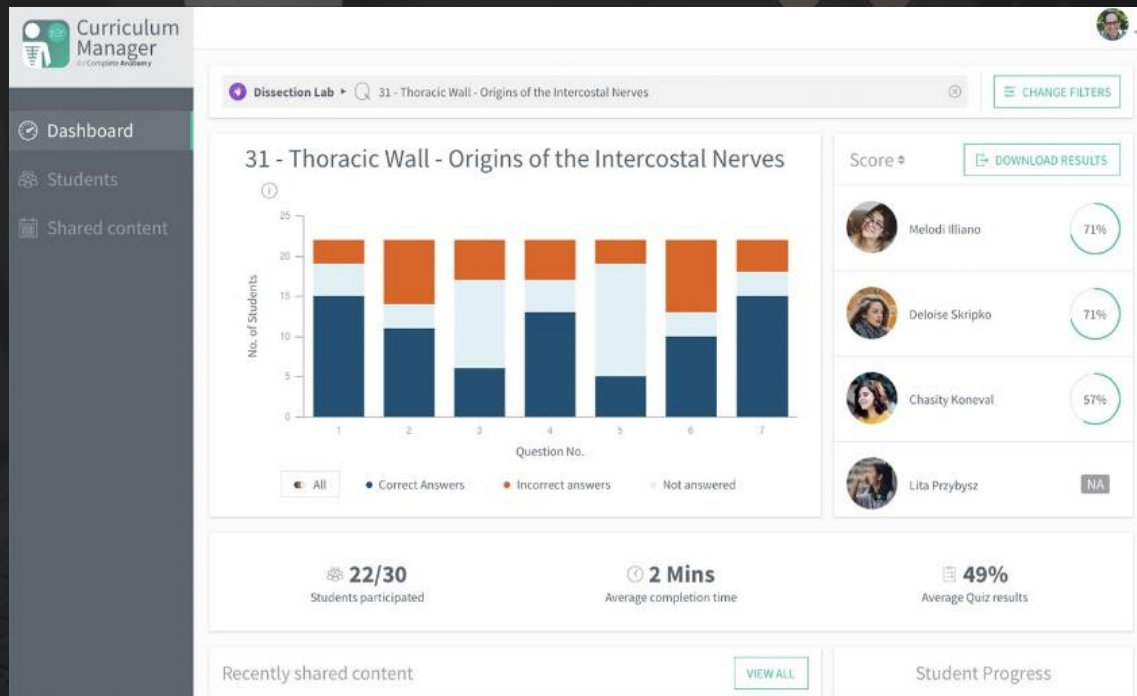 Curriculum
Manager
for Complete Anatomy
Dashboard
Students
Shared content
Dissection Lab ▸ 31 - Thoracic Wall - Origins of the Intercostal Nerves
CHANGE FILTERS
31 - Thoracic Wall - Origins of the Intercostal Nerves
i
No. of Students
25
20
15
10
5
0
1 2 3 4 5 6 7
Question No.
All Correct Answers Incorrect answers Not answered
Score
DOWNLOAD RESULTS
Melodi Illiano 71%
Deloise Skripko 71%
Chasity Koneval 57%
Lita Przybysz NA
22/30
Students participated
2 Mins
Average completion time
49%
Average Quiz results
Recently shared content
VIEW ALL
Student Progress